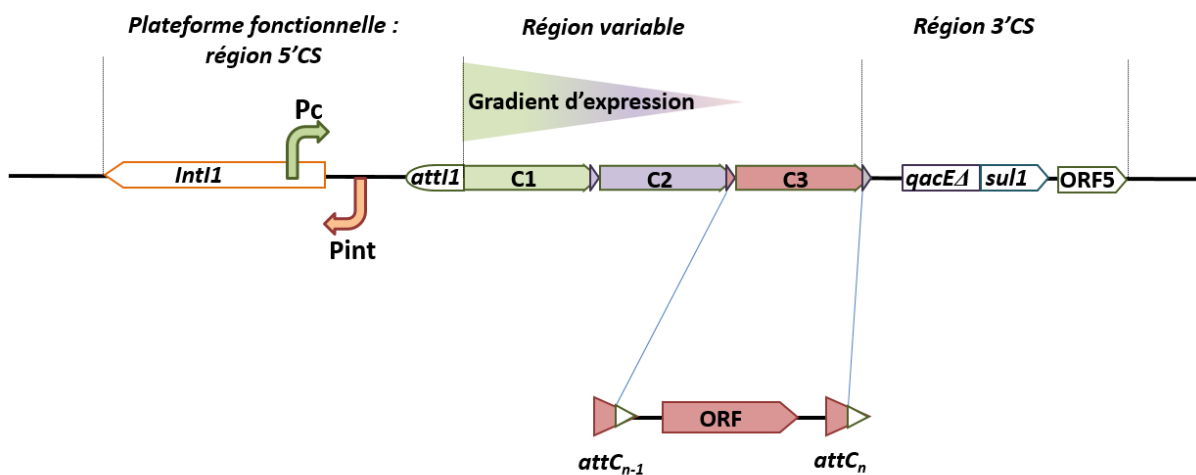 Plateforme fonctionnelle :
région 5’CS
Région variable
Région 3’CS
Gradient d’expression
Pc
IntI1
attI1
C1
C2
C3
qacEΔ
sul1
ORF5
Pint
ORF
attCn-1
attCn